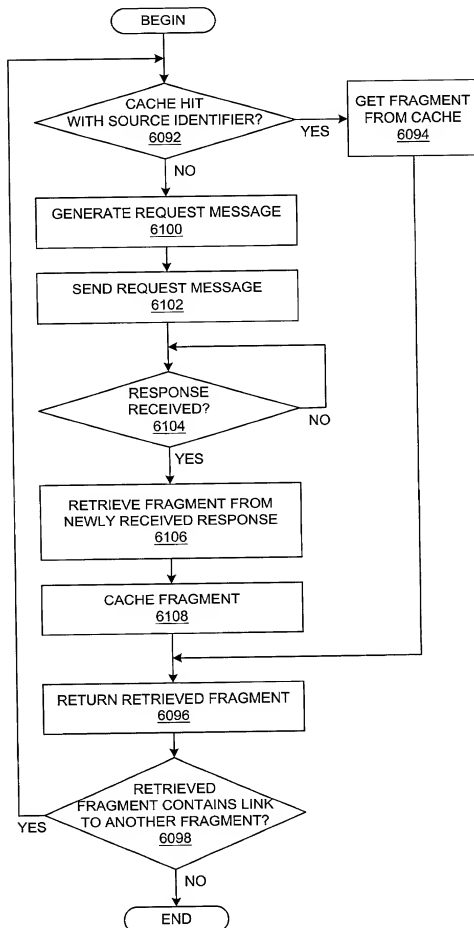 BEGIN
CACHE HIT
WITH SOURCE IDENTIFIER?
6092
YES
GET FRAGMENT
FROM CACHE
6094
NO
GENERATE REQUEST MESSAGE
6100
SEND REQUEST MESSAGE
6102
RESPONSE
RECEIVED?
6104
NO
YES
RETRIEVE FRAGMENT FROM
NEWLY RECEIVED RESPONSE
6106
CACHE FRAGMENT
6108
RETURN RETRIEVED FRAGMENT
6096
RETRIEVED
FRAGMENT CONTAINS LINK
TO ANOTHER FRAGMENT?
6098
YES
NO
END